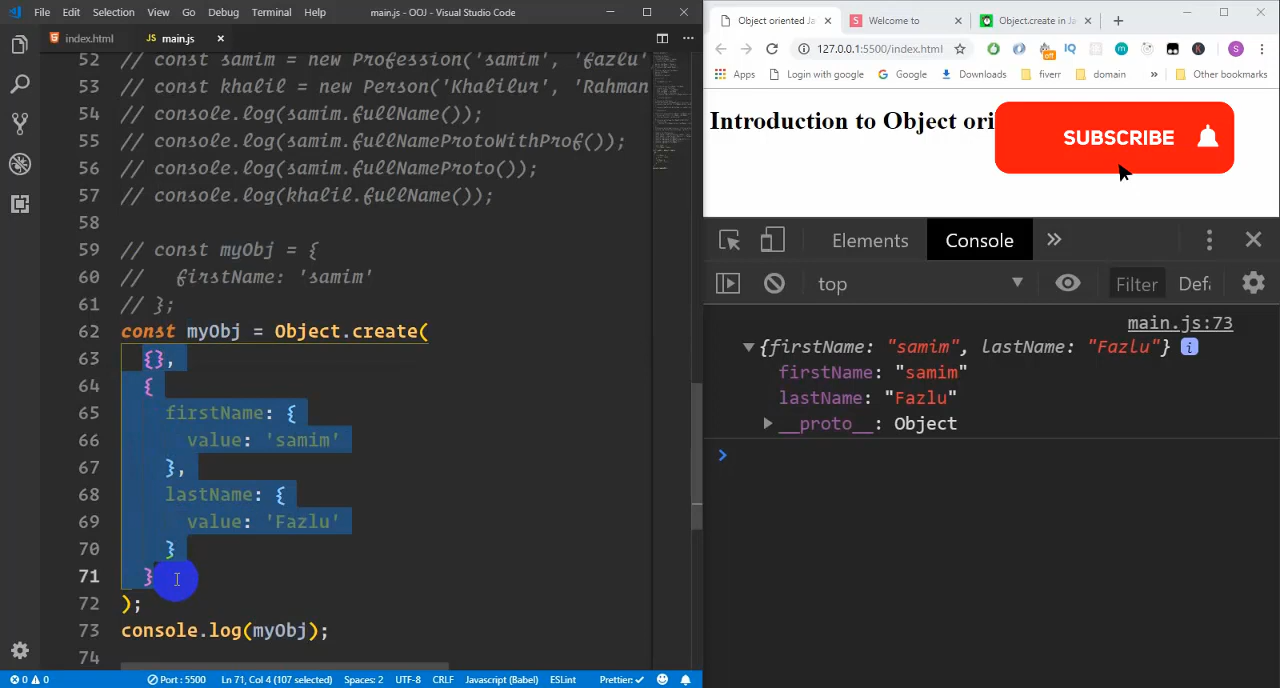 File Edit Selection View Go Debug Terminal Help main.js - OOJ - Visual Studio Code
index.html JS main.js
52 // const samim = new Profession('samim', 'fazlu'
53 // const khalil = new Person('Khalilur', 'Rahman
54 // console.log(samim.fullName());
55 // console.log(samim.fullNameProtoWithProf());
56 // console.log(samim.fullNameProto());
57 // console.log(khalil.fullName());
58
59 // const myObj = {
60 //   firstName: 'samim'
61 // };
62 const myObj = Object.create(
63 {},
64 {
65 firstName: {
66 value: 'samim'
67 },
68 lastName: {
69 value: 'Fazlu'
70 }
71 }
72 );
73 console.log(myObj);
74
0 0 Port : 5500 Ln 71, Col 4 (107 selected) Spaces: 2 UTF-8 CRLF Javascript (Babel) ESLint Prettier:
Object oriented Ja Welcome to Object.create in Ja
127.0.0.1:5500/index.html off IQ m K S
Apps Login with google Google Downloads fiverr domain » Other bookmarks
Introduction to Object ori
SUBSCRIBE
Elements Console
top Filter
main.js:73
{firstName: "samim", lastName: "Fazlu"} i
firstName: "samim"
lastName: "Fazlu"
__proto__: Object